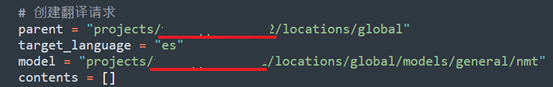 # 创建翻译请求
parent = "projects/ 2/locations/global"
target_language = "es"
model = "projects/ /locations/global/models/general/nmt"
contents = []